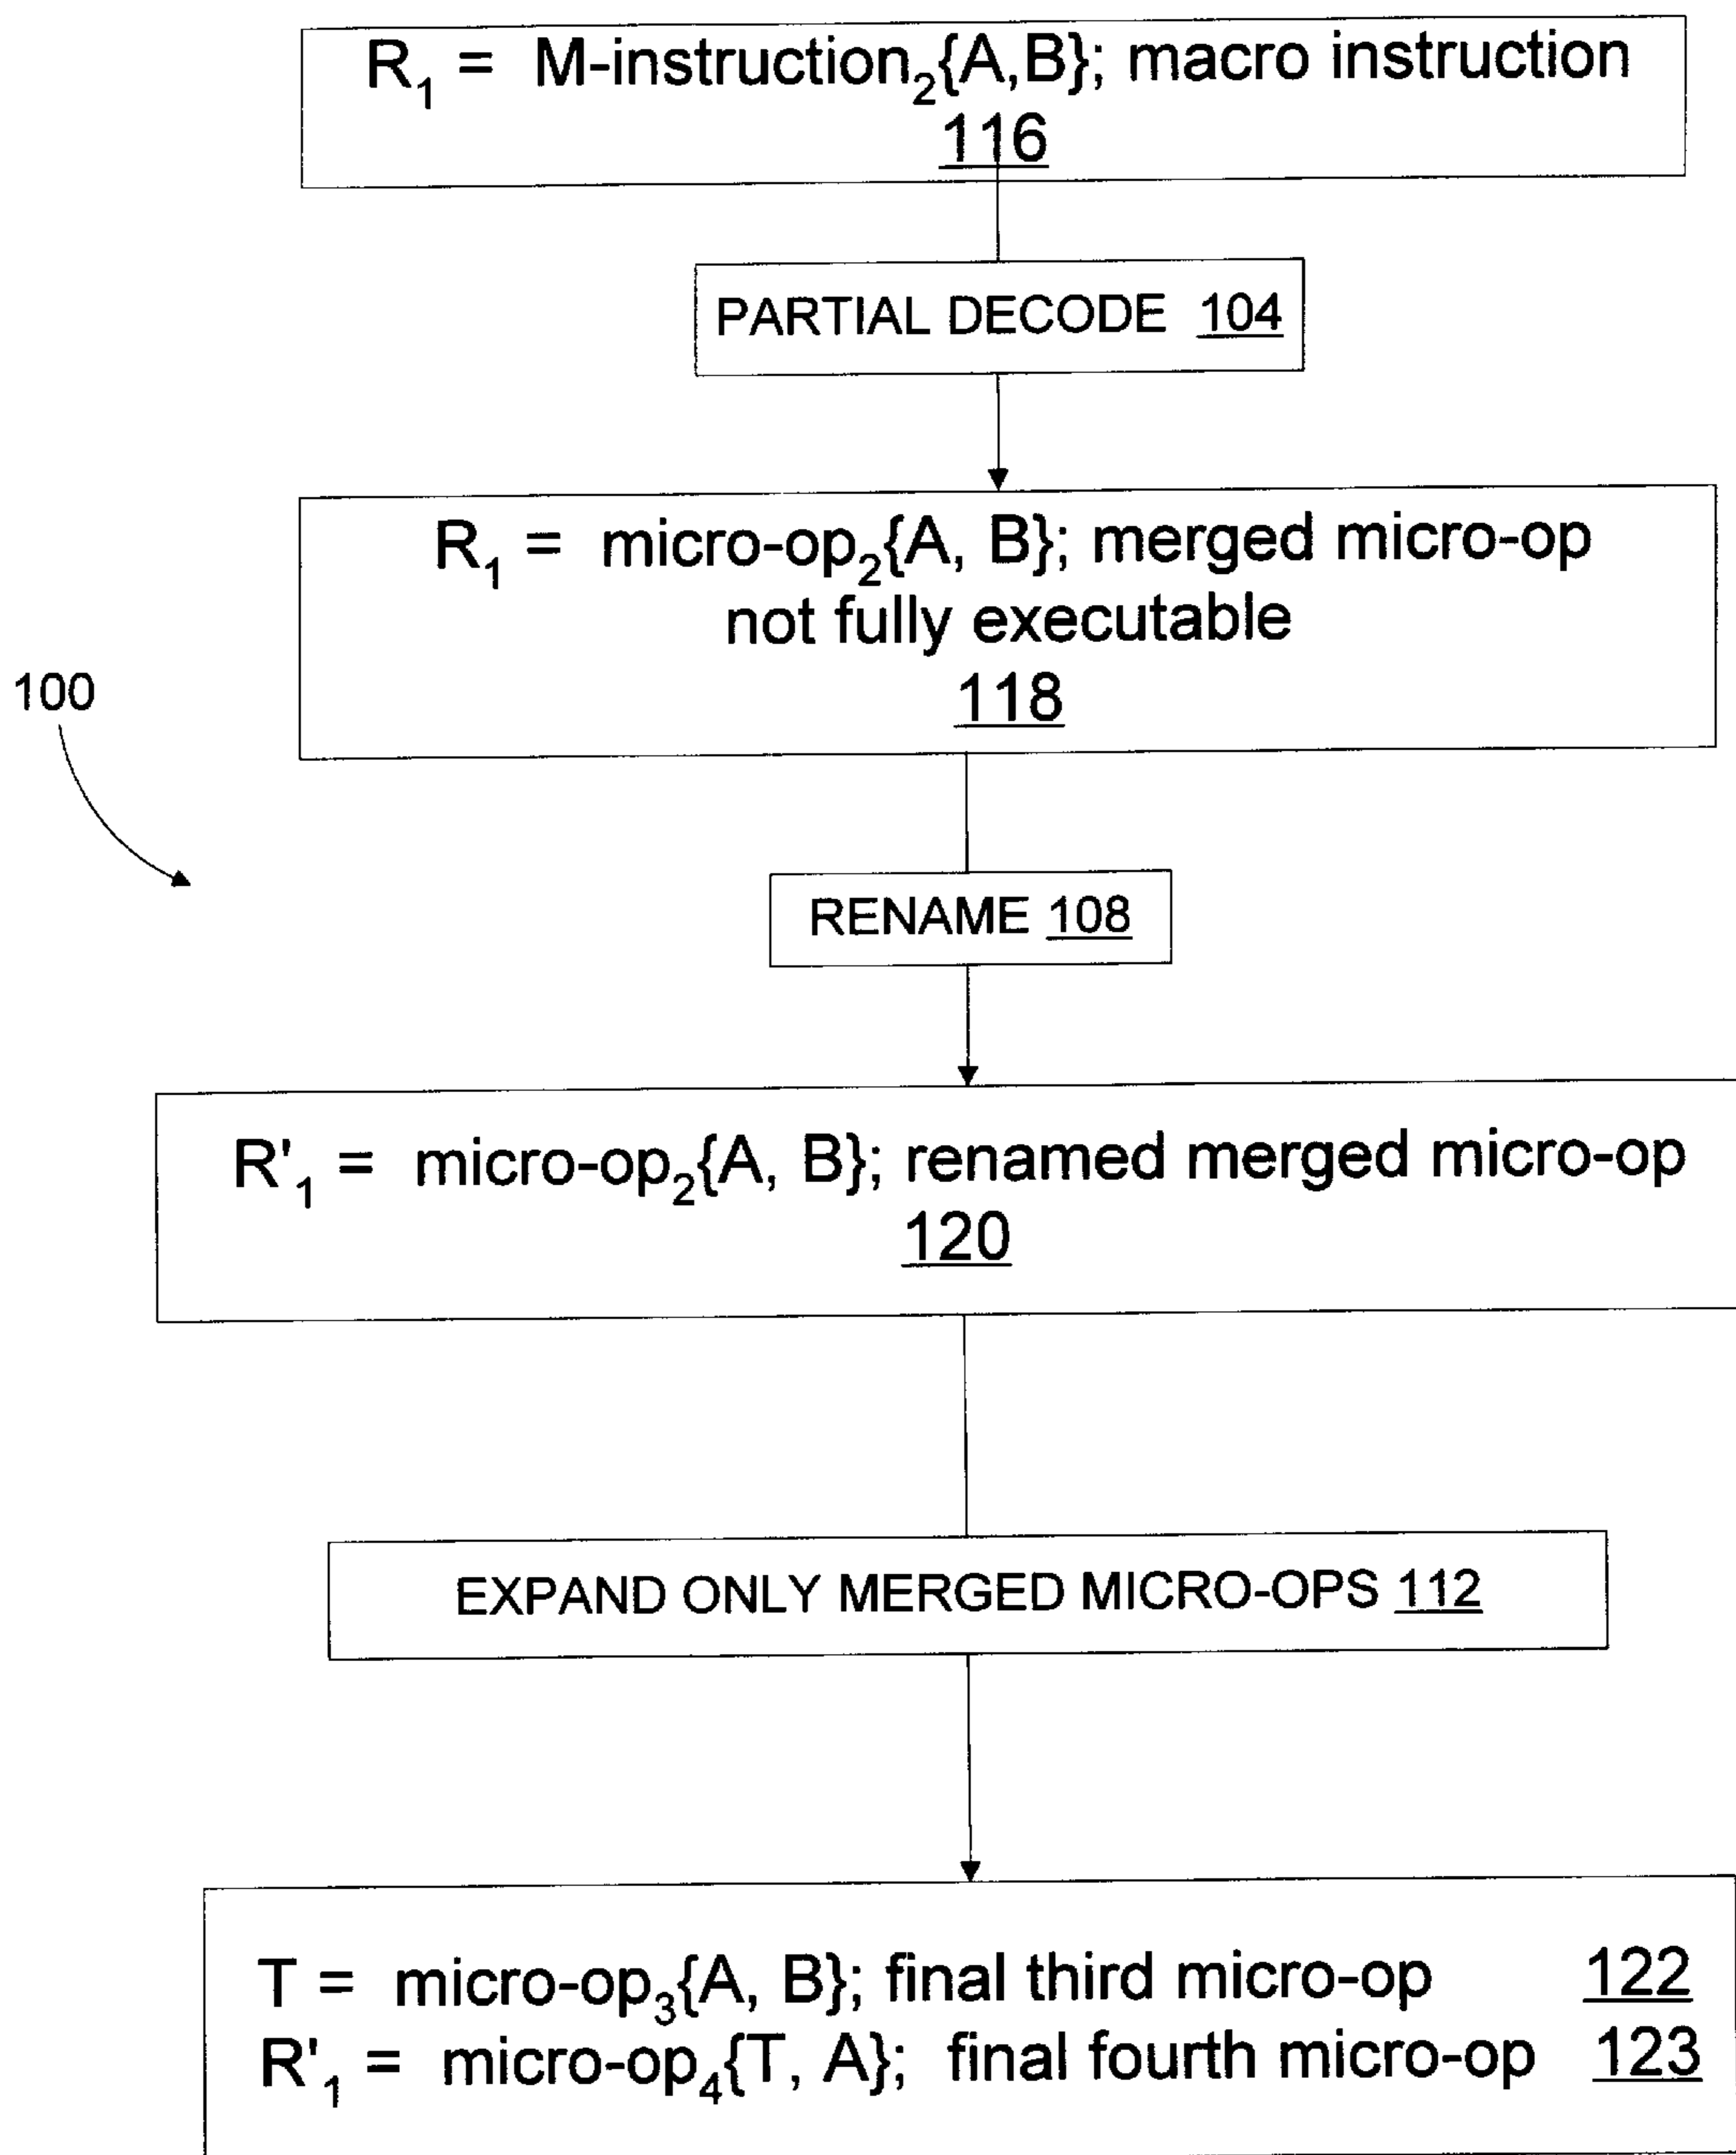 R₁ = M-instruction₂{A,B}; macro instruction
116
PARTIAL DECODE 104
R₁ = micro-op₂{A, B}; merged micro-op
not fully executable
118
100
RENAME 108
R'₁ = micro-op₂{A, B}; renamed merged micro-op
120
EXPAND ONLY MERGED MICRO-OPS 112
T = micro-op₃{A, B}; final third micro-op 122
R'₁ = micro-op₄{T, A}; final fourth micro-op 123